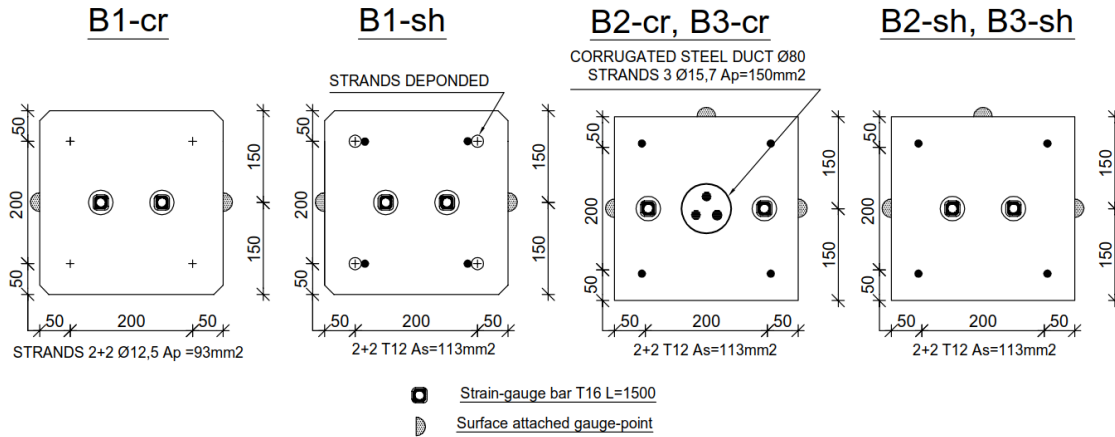 B1-cr
B1-sh
B2-cr, B3-cr
B2-sh, B3-sh
STRANDS DEPONDED
CORRUGATED STEEL DUCT Ø80
STRANDS 3 Ø15,7 Ap=150mm2
50
200
50
150
150
50
200
50
STRANDS 2+2 Ø12,5 Ap =93mm2
50
200
50
150
150
50
200
50
2+2 T12 As=113mm2
50
200
50
150
150
50
200
50
2+2 T12 As=113mm2
50
200
50
150
150
50
200
50
2+2 T12 As=113mm2
Strain-gauge bar T16 L=1500
Surface attached gauge-point